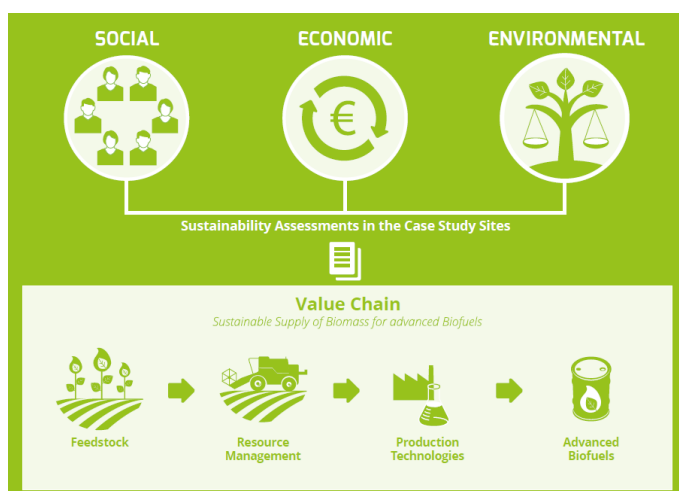 SOCIAL
ECONOMIC
ENVIRONMENTAL
€
Sustainability Assessments in the Case Study Sites
Value Chain
Sustainable Supply of Biomass for advanced Biofuels
Feedstock
Resource
Management
Production
Technologies
Advanced
Biofuels